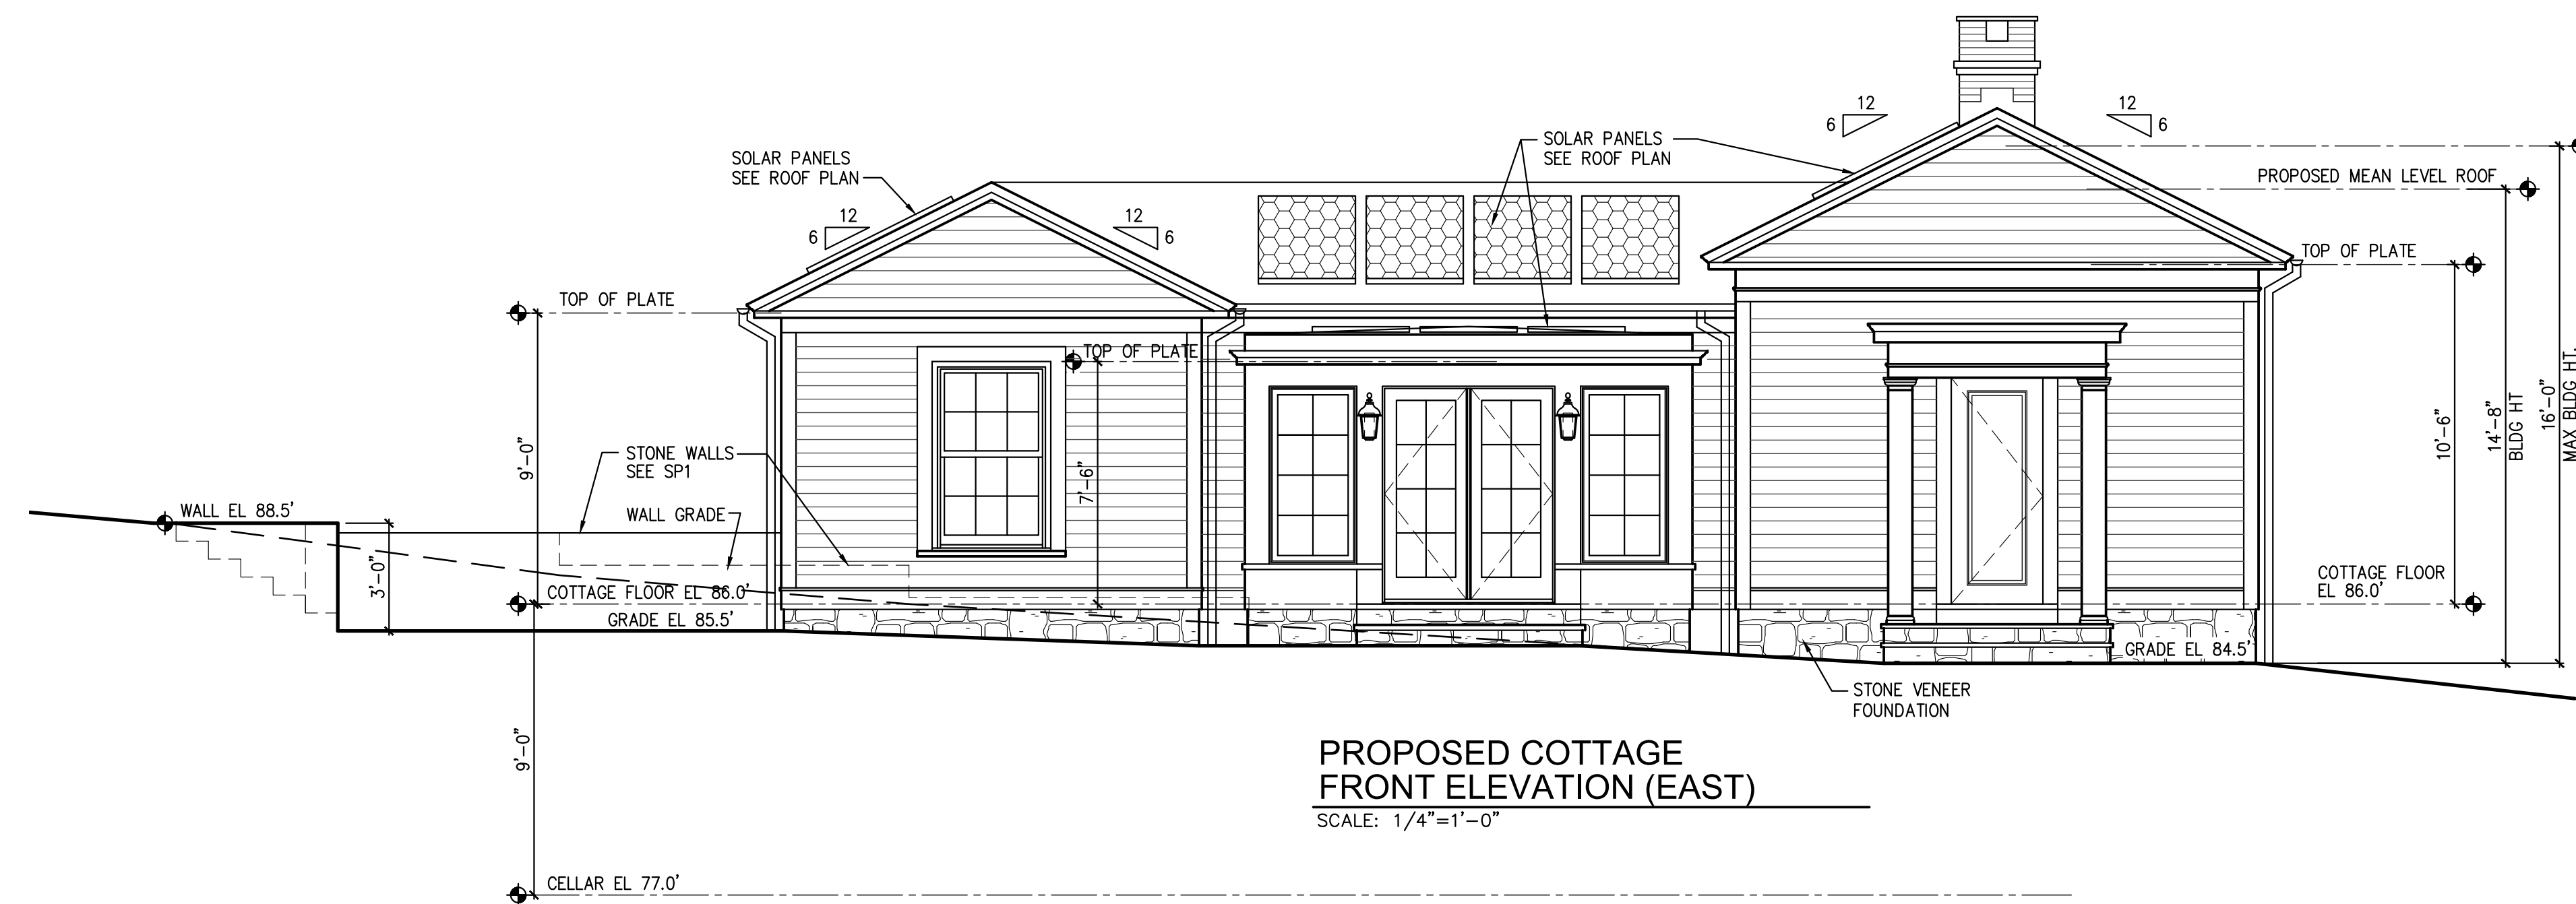 12
6
12
6
SOLAR PANELS
SEE ROOF PLAN
SOLAR PANELS
SEE ROOF PLAN
PROPOSED MEAN LEVEL ROOF
12
6
12
6
TOP OF PLATE
TOP OF PLATE
TOP OF PLATE
9'-0"
7'-6"
10'-6"
14'-8"
BLDG HT
16'-0"
MAX BLDG HT.
STONE WALLS
SEE SP1
WALL EL 88.5'
WALL GRADE
3'-0"
COTTAGE FLOOR EL 86.0'
GRADE EL 85.5'
COTTAGE FLOOR
EL 86.0'
GRADE EL 84.5'
STONE VENEER
FOUNDATION
9'-0"
PROPOSED COTTAGE
FRONT ELEVATION (EAST)
SCALE: 1/4"=1'-0"
CELLAR EL 77.0'